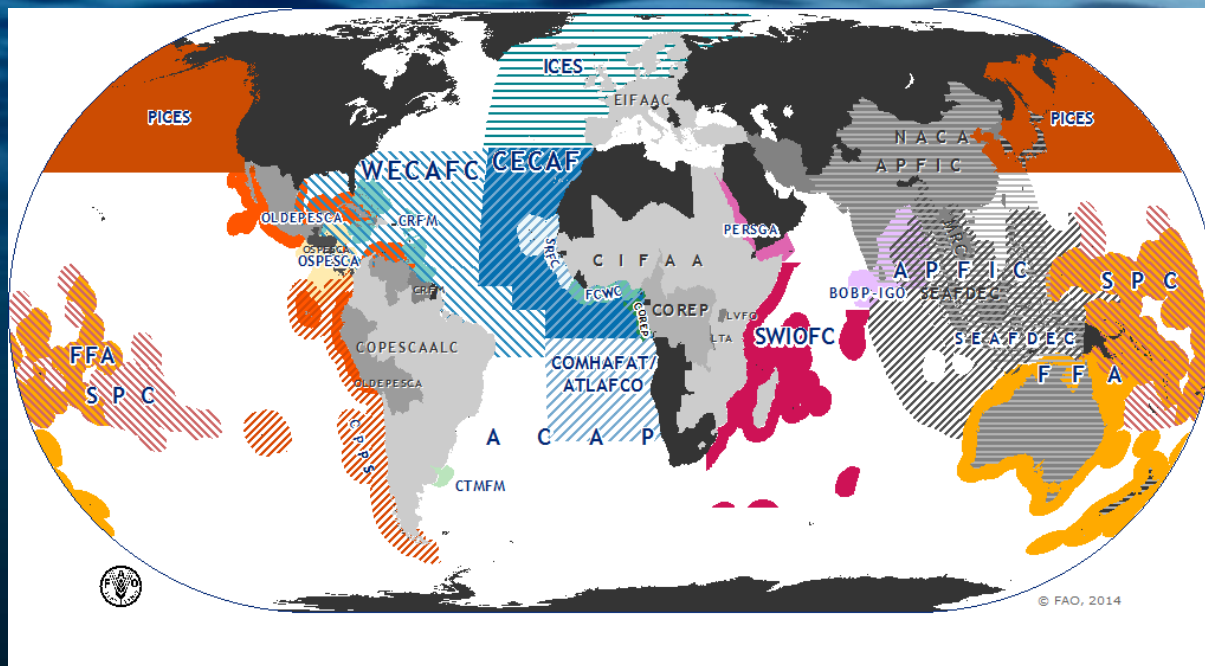 ICES
EIFAAC
PICES
PICES
NACA
APFIC
WECAFC
CECAF
OLDEPESCA
CRFM
PERSGA
SRFC
OSPESCA
OSPESCA
CIFAA
MRC
APFIC
SPC
BOBP-IGO
SEAFDEC
CRFM
FCWC
COREP
COREP
LVFO
LTA
SWIOFC
SEAFDEC
FFA
COPESCAALC
COMHAFAT/
ATLAFCO
FFA
OLDEPESCA
SPC
CPPS
ACAP
CTMFM
FAO
© FAO, 2014